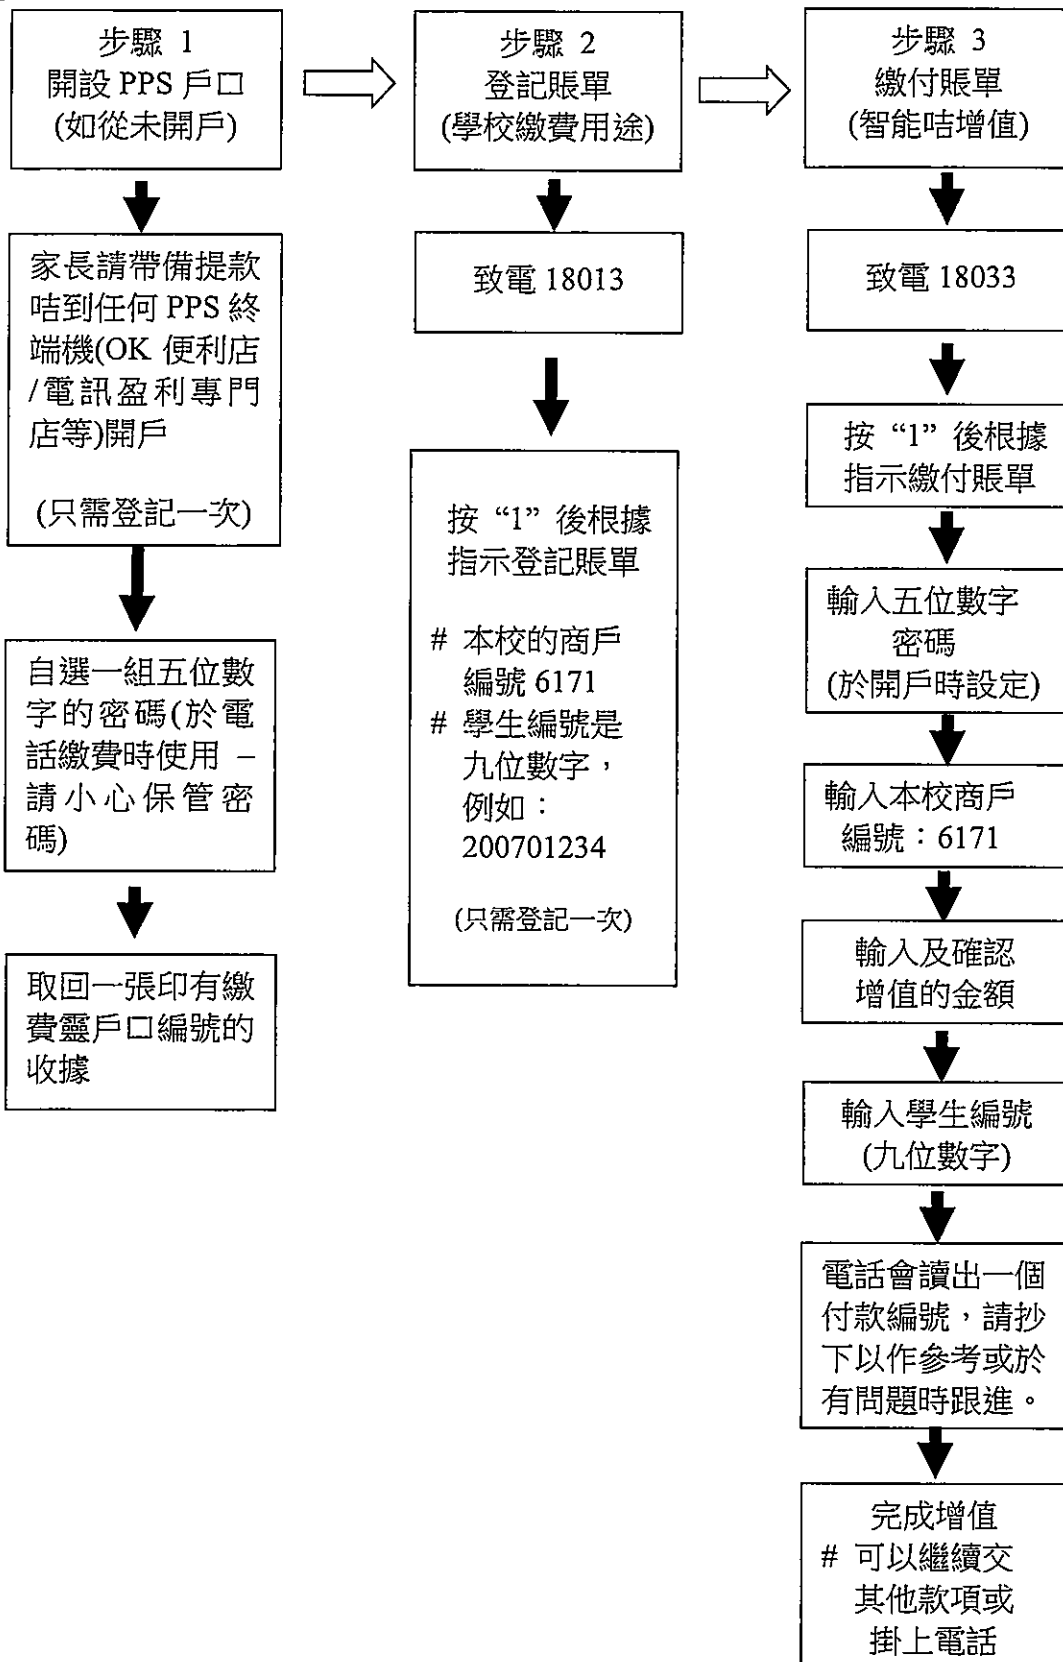 步驟 1
開設 PPS 戶口
(如從未開戶)
家長請帶備提款
咭到任何 PPS 終
端機(OK 便利店
/電訊盈利專門
店等)開戶
(只需登記一次)
自選一組五位數
字的密碼(於電
話繳費時使用 –
請小心保管密
碼)
取回一張印有繳
費靈戶口編號的
收據
步驟 2
登記賬單
(學校繳費用途)
致電 18013
按 “1” 後根據
指示登記賬單
# 本校的商戶
編號 6171
# 學生編號是
九位數字，
例如：
200701234
(只需登記一次)
步驟 3
繳付賬單
(智能咭增值)
致電 18033
按 “1” 後根據
指示繳付賬單
輸入五位數字
密碼
(於開戶時設定)
輸入本校商戶
編號：6171
輸入及確認
增值的金額
輸入學生編號
(九位數字)
電話會讀出一個
付款編號，請抄
下以作參考或於
有問題時跟進。
完成增值
# 可以繼續交
其他款項或
掛上電話